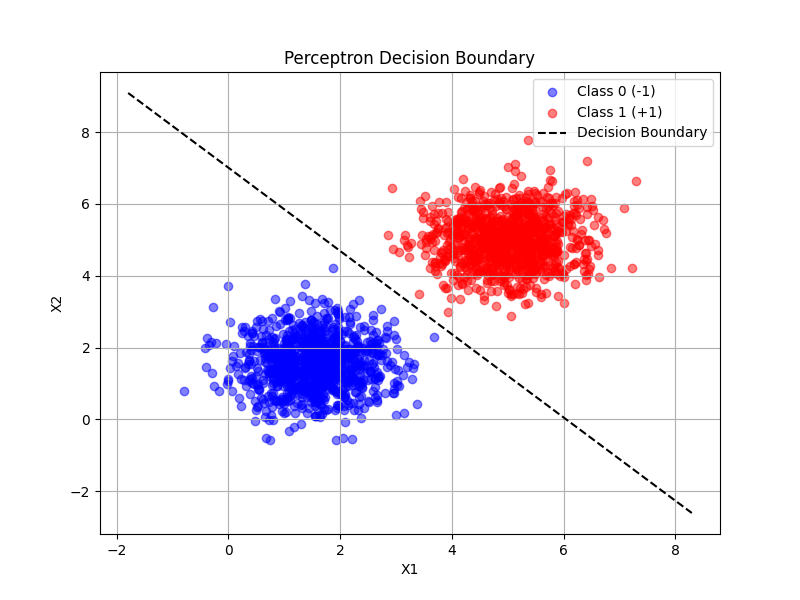 Perceptron Decision Boundary
Class 0 (-1)
Class 1 (+1)
Decision Boundary
X2
8
6
4
2
0
−2
−2 0 2 4 6 8
X1